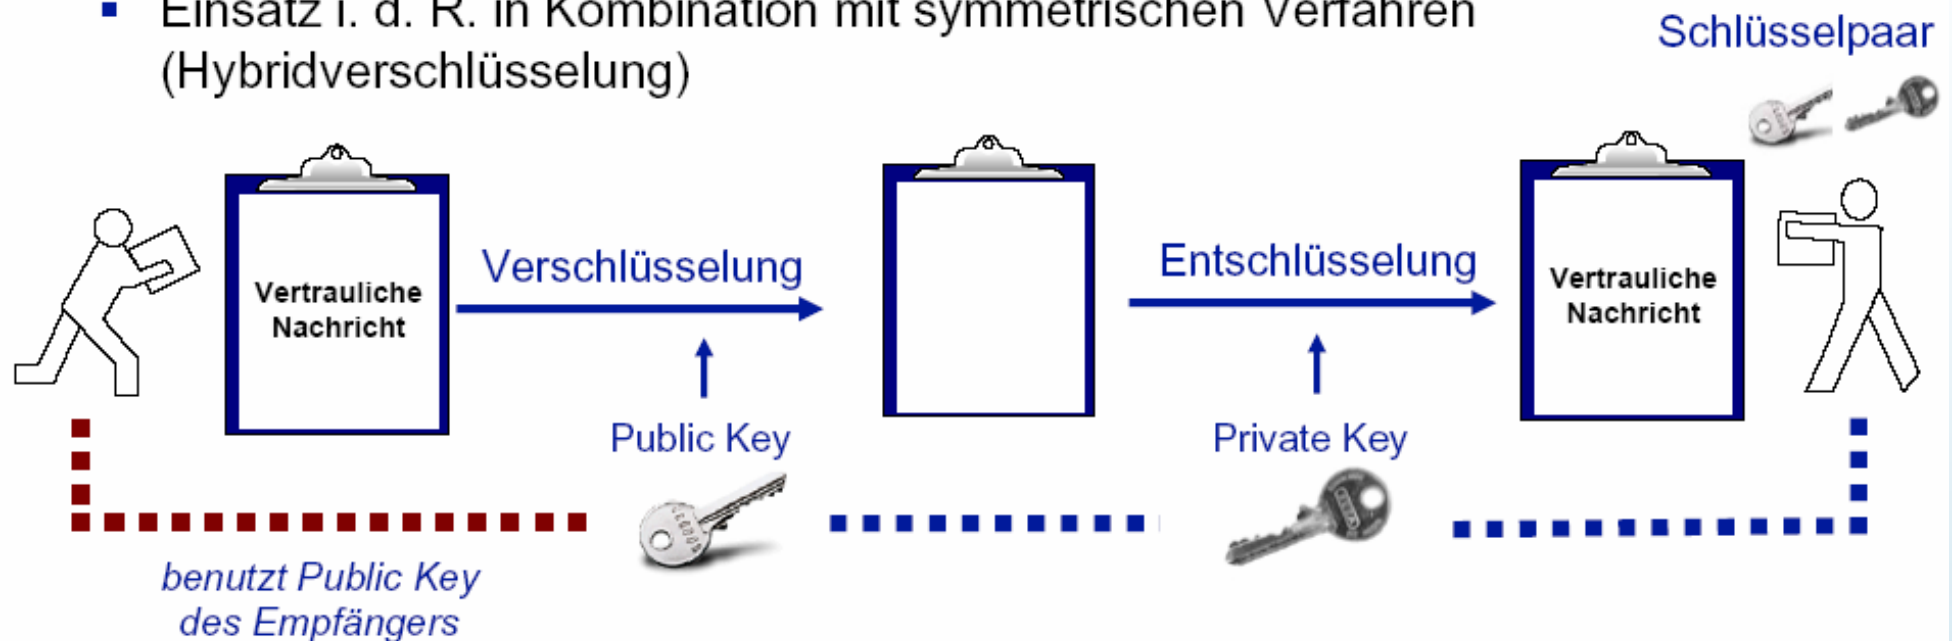 Einsatz i. d. R. in Kombination mit symmetrischen Verfahren
(Hybridverschlüsselung)
Schlüsselpaar
Vertrauliche
Nachricht
Verschlüsselung
Entschlüsselung
Vertrauliche
Nachricht
Public Key
Private Key
benutzt Public Key
des Empfängers